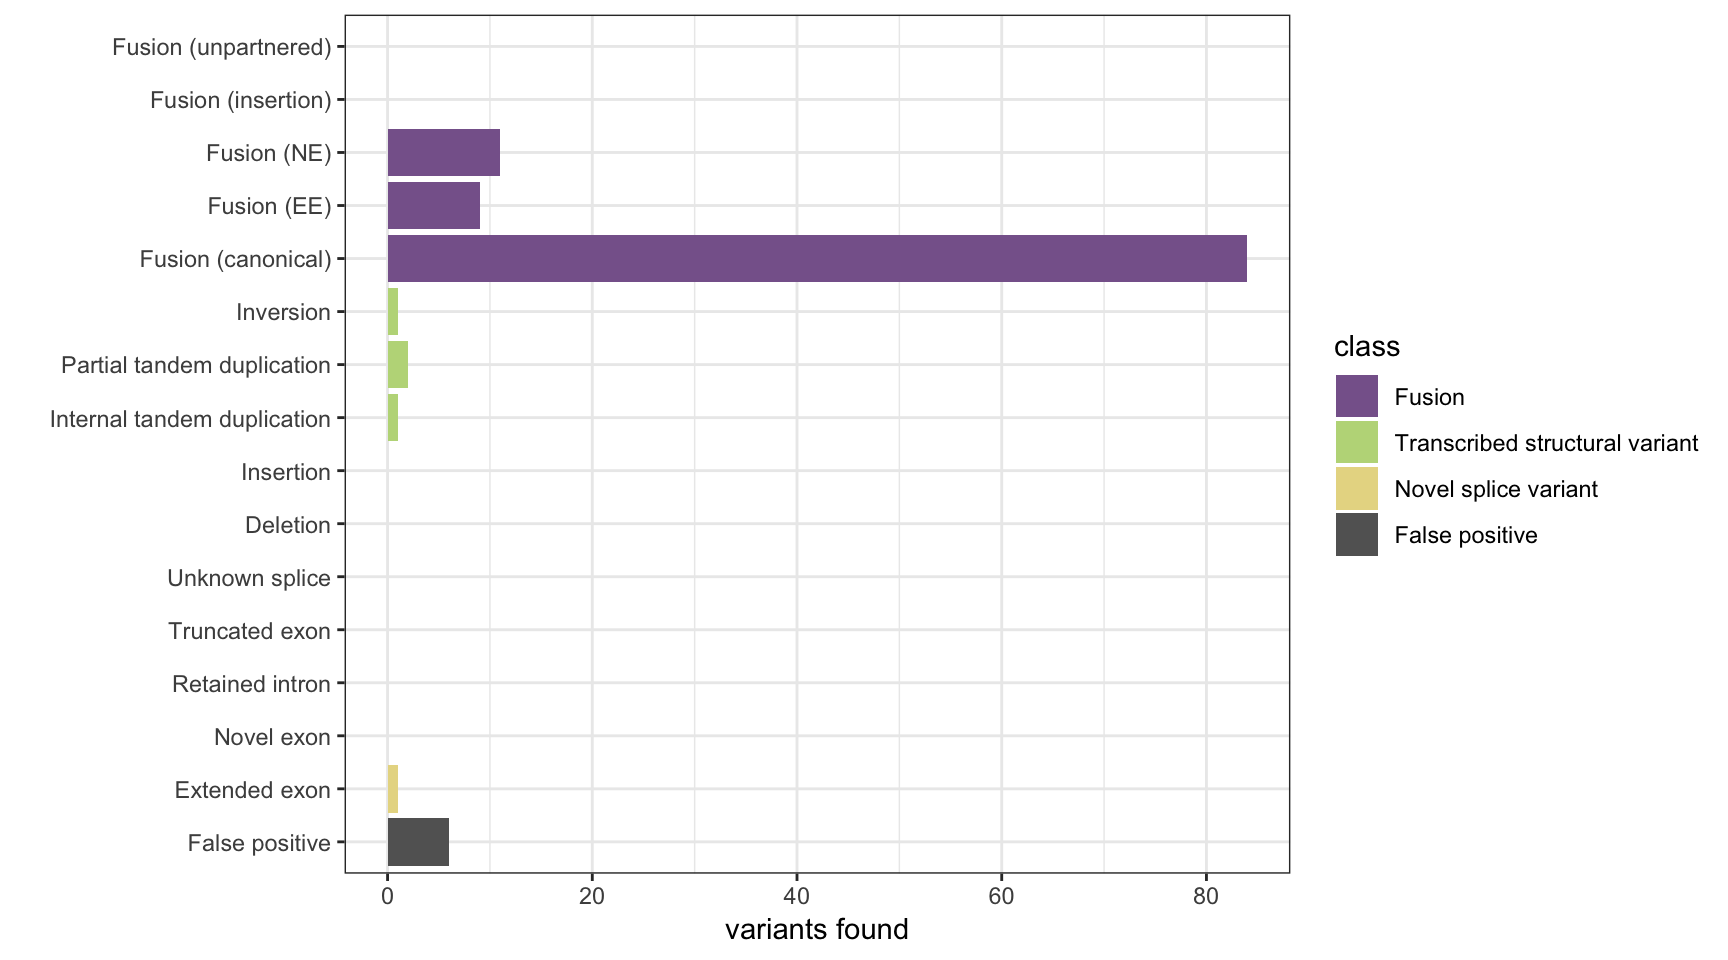 Fusion (unpartnered)
Fusion (insertion)
Fusion (NE)
Fusion (EE)
Fusion (canonical)
Inversion
Partial tandem duplication
Internal tandem duplication
Insertion
Deletion
Unknown splice
Truncated exon
Retained intron
Novel exon
Extended exon
False positive
0 20 40 60 80
variants found
class
Fusion
Transcribed structural variant
Novel splice variant
False positive